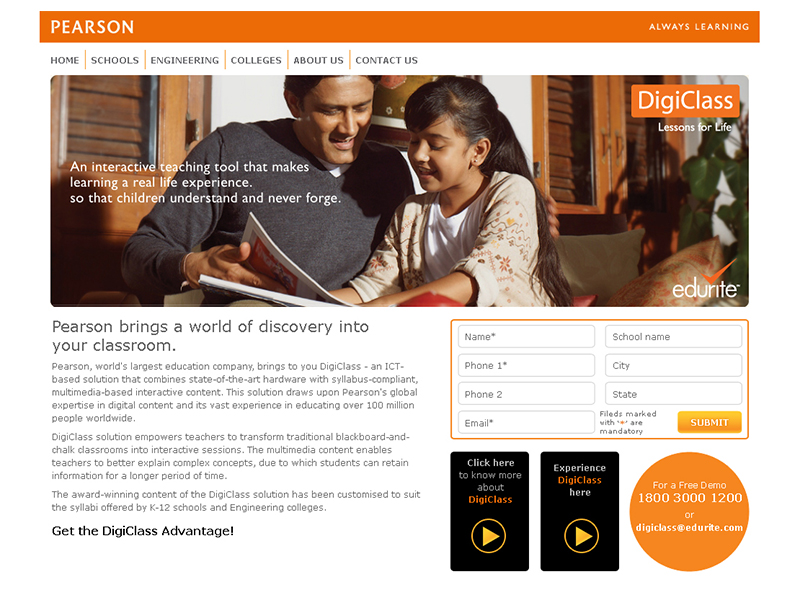 PEARSON
ALWAYS LEARNING
HOME SCHOOLS ENGINEERING COLLEGES ABOUT US CONTACT US
DigiClass
Lessons for Life
An interactive teaching tool that makes
learning a real life experience.
so that children understand and never forge.
edurite
Pearson brings a world of discovery into
your classroom.
Pearson, world's largest education company, brings to you DigiClass - an ICT-
based solution that combines state-of-the-art hardware with syllabus-compliant,
multimedia-based interactive content. This solution draws upon Pearson's global
expertise in digital content and its vast experience in educating over 100 million
people worldwide.
DigiClass solution empowers teachers to transform traditional blackboard-and-
chalk classrooms into interactive sessions. The multimedia content enables
teachers to better explain complex concepts, due to which students can retain
information for a longer period of time.
The award-winning content of the DigiClass solution has been customised to suit
the syllabi offered by K-12 schools and Engineering colleges.
Get the DigiClass Advantage!
Name* School name
Phone 1* City
Phone 2 State
Email*
Fileds marked
with '*' are
mandatory
SUBMIT
Click here
to know more
about
DigiClass
Experience
DigiClass
here
For a Free Demo
1800 3000 1200
or
digiclass@edurite.com